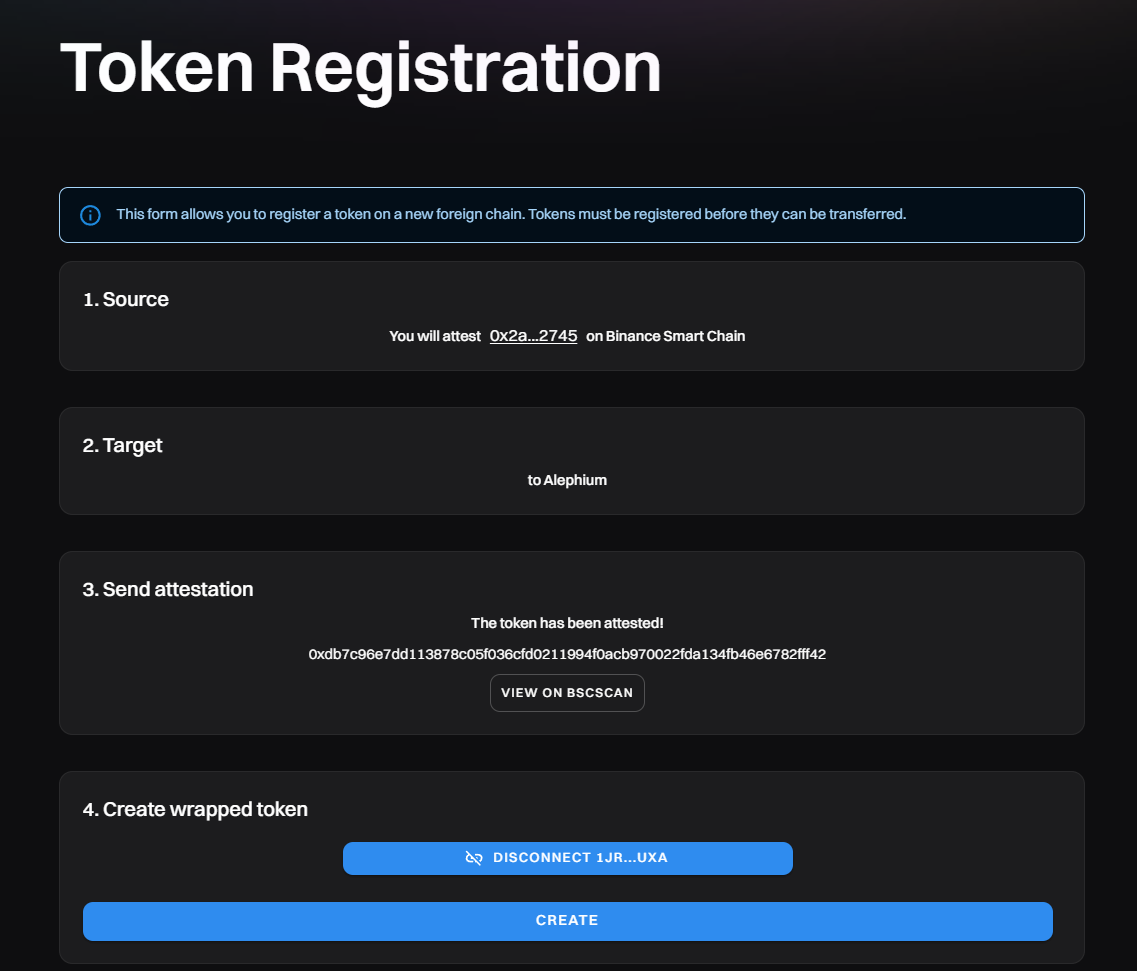 Token Registration
This form allows you to register a token on a new foreign chain. Tokens must be registered before they can be transferred.
1. Source
You will attest 0x2a...2745 on Binance Smart Chain
2. Target
to Alephium
3. Send attestation
The token has been attested!
0xdb7c96e7dd113878c05f036cfd0211994f0acb970022fda134fb46e6782fff42
VIEW ON BSCSCAN
4. Create wrapped token
DISCONNECT 1JR...UXA
CREATE